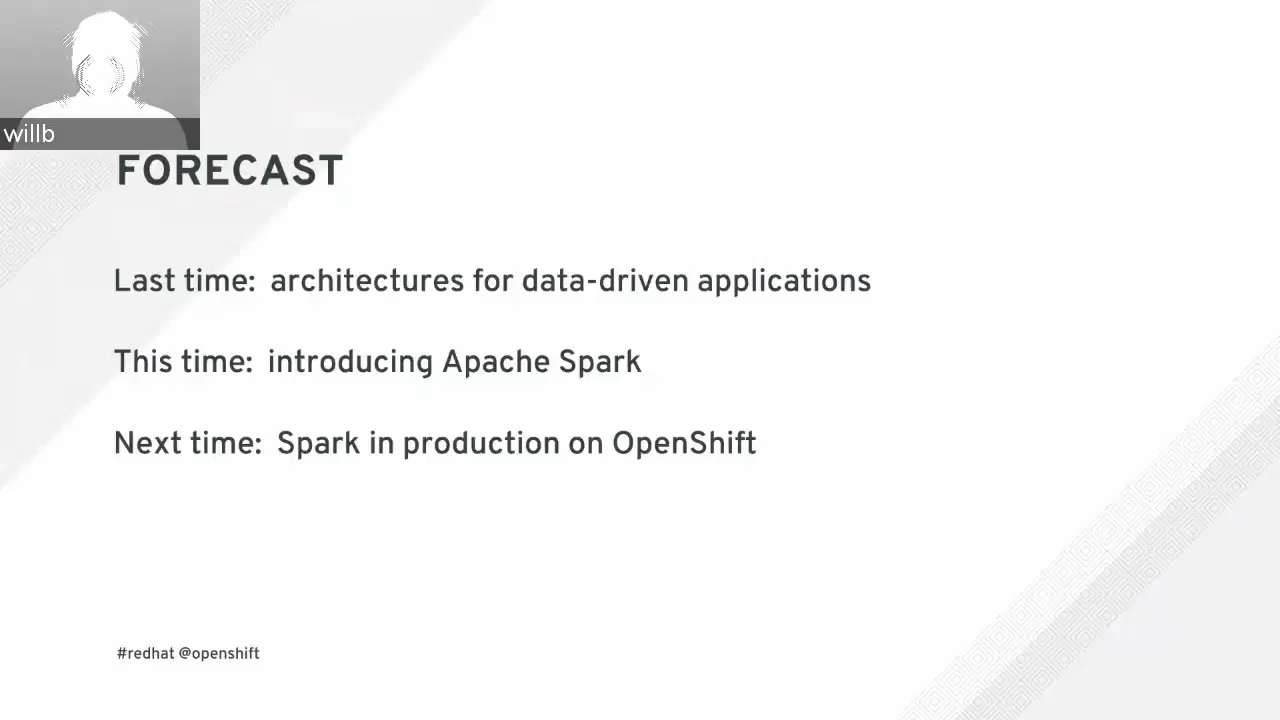 willb
FORECAST
Last time: architectures for data-driven applications
This time: introducing Apache Spark
Next time: Spark in production on OpenShift
#redhat @openshift